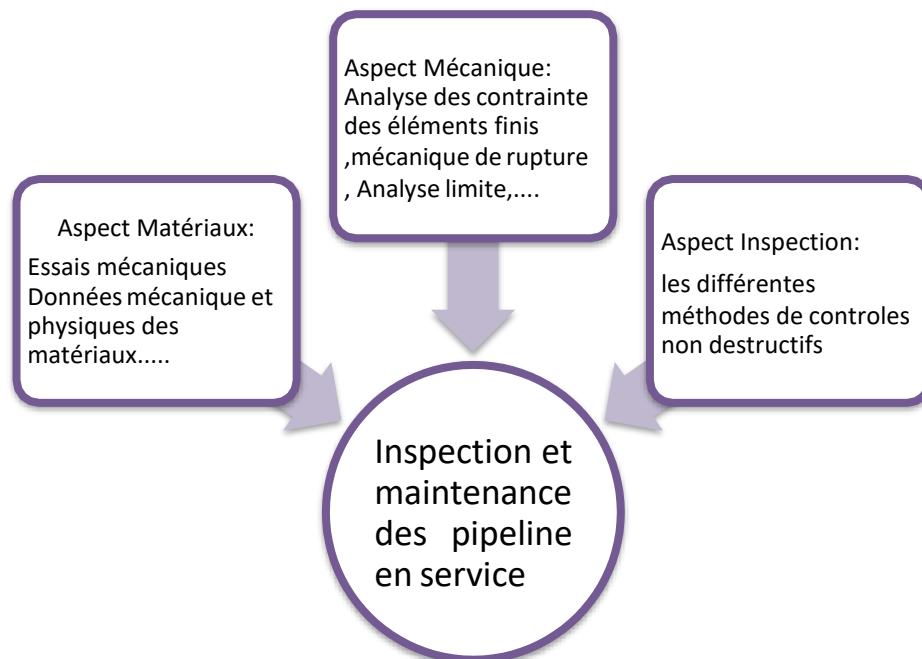 Aspect Mécanique:
Analyse des contrainte
des éléments finis
,mécanique de rupture
, Analyse limite,....
Aspect Matériaux:
Essais mécaniques
Données mécanique et
physiques des
matériaux.....
Aspect Inspection:
les différentes
méthodes de controles
non destructifs
Inspection et
maintenance
des pipeline
en service